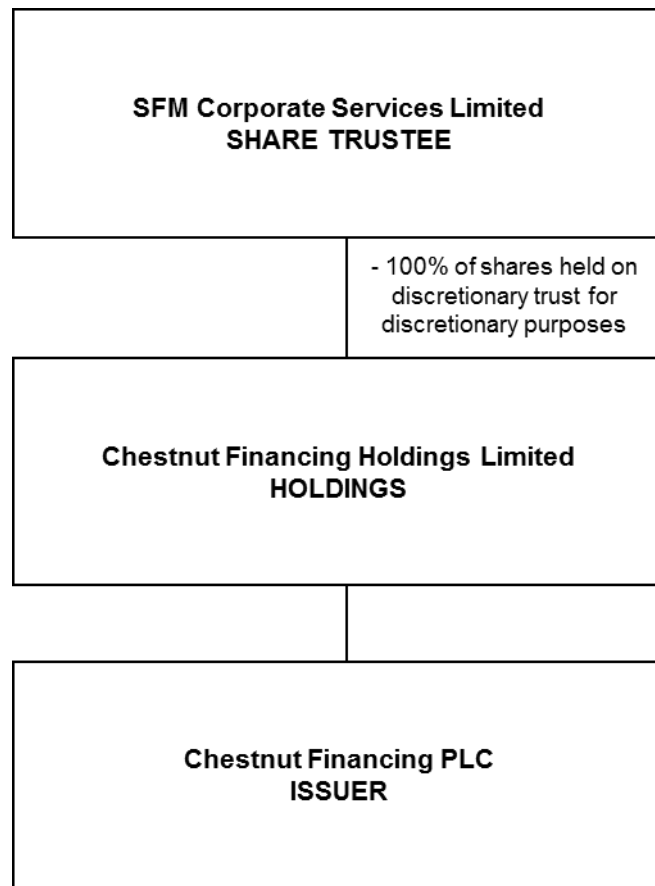 SFM Corporate Services Limited
SHARE TRUSTEE
- 100% of shares held on
discretionary trust for
discretionary purposes
Chestnut Financing Holdings Limited
HOLDINGS
Chestnut Financing PLC
ISSUER